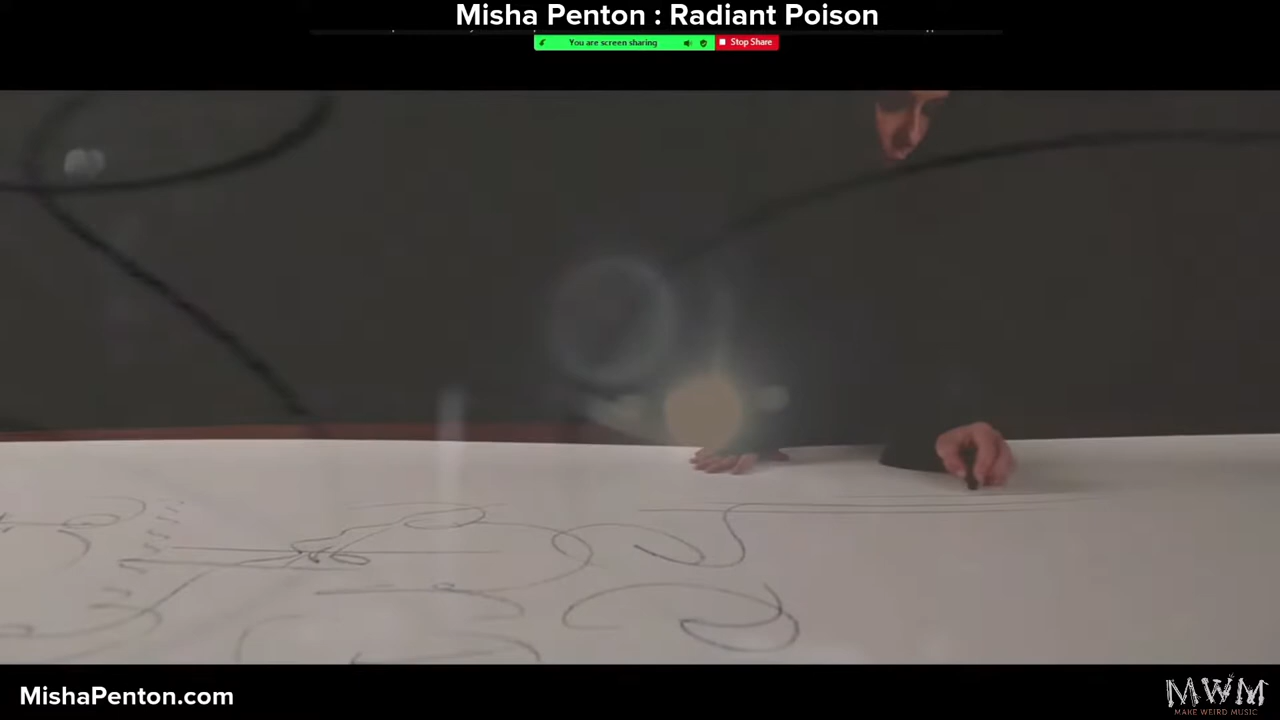 Misha Penton : Radiant Poison
You are screen sharing
Stop Share
MishaPenton.com
MWM
MAKE WEIRD MUSIC